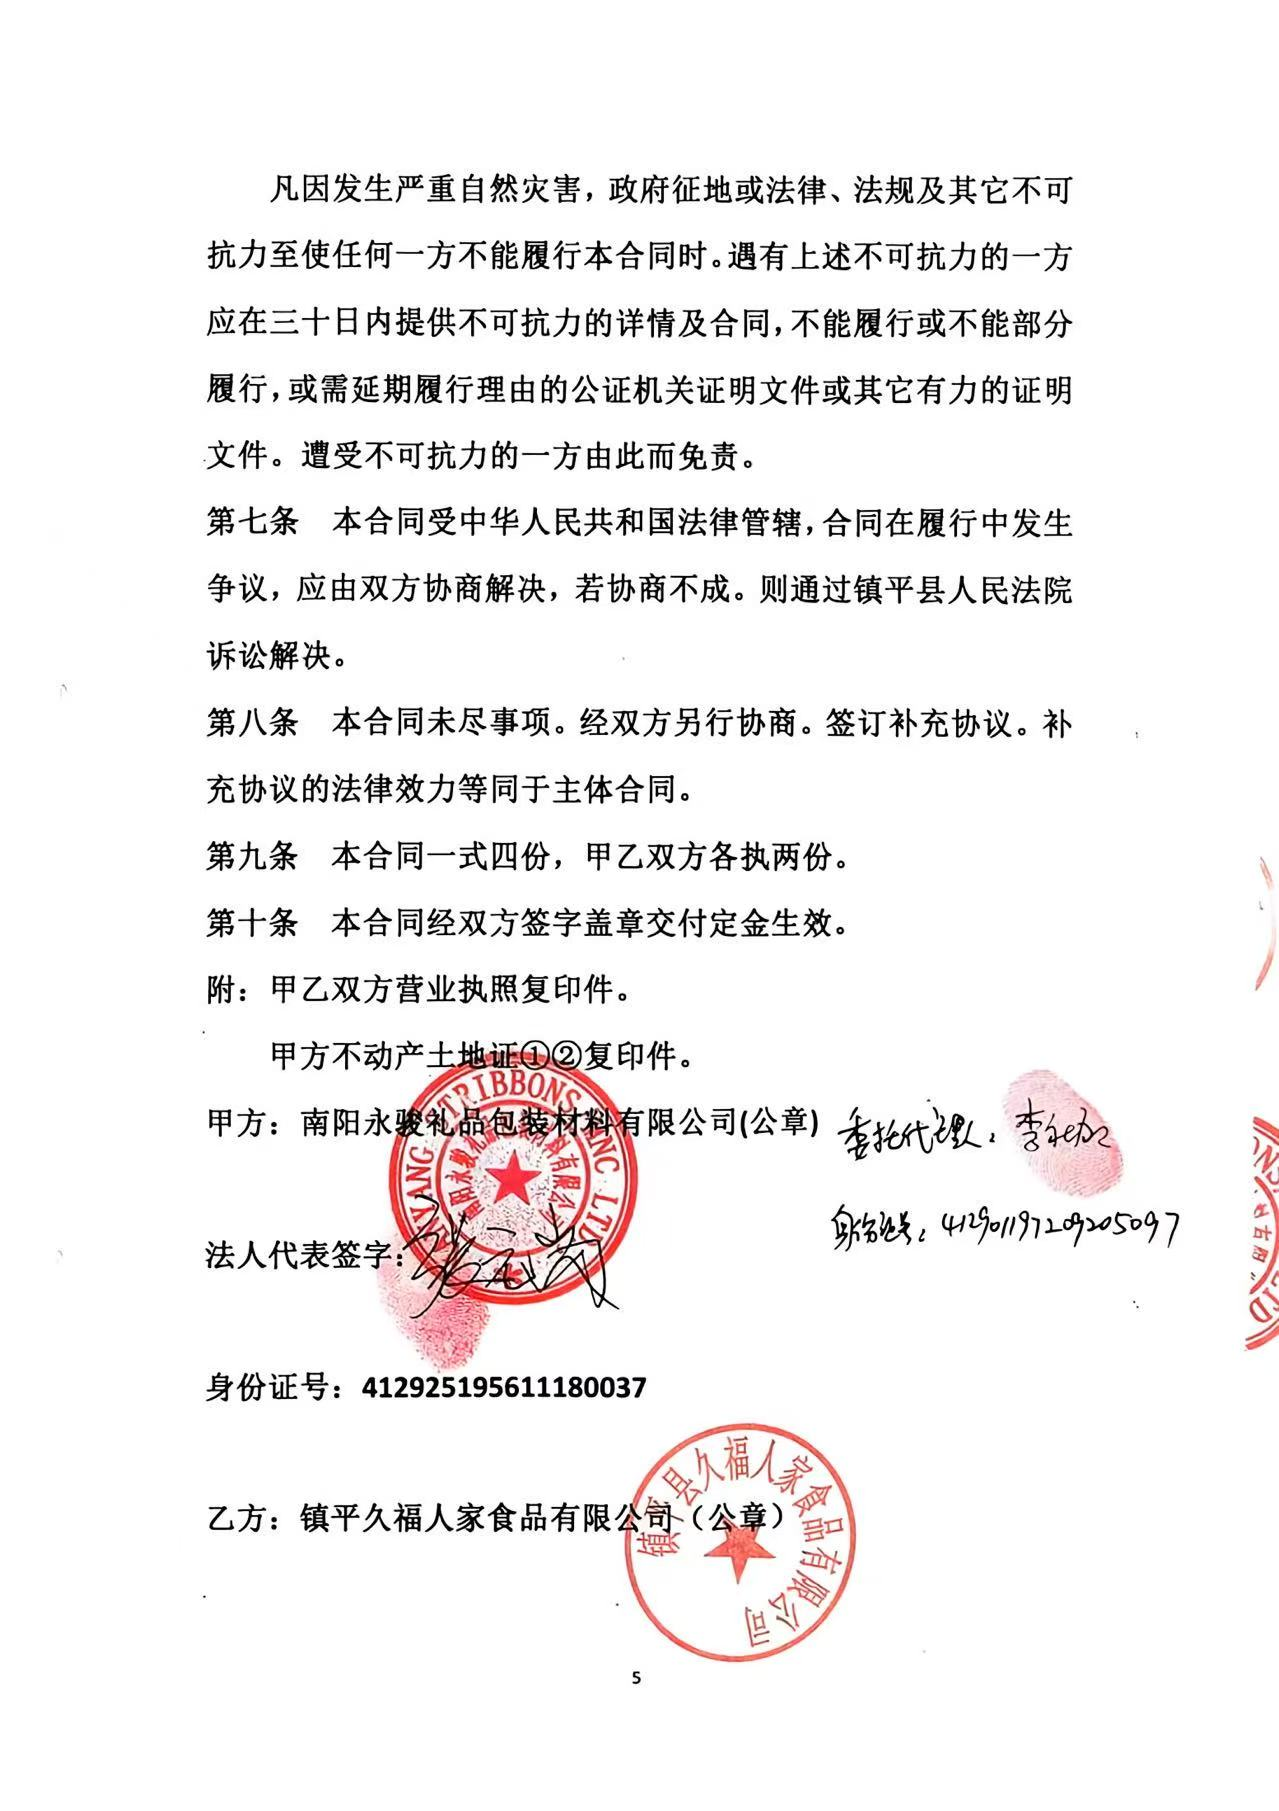 凡因发生严重自然灾害，政府征地或法律、法规及其它不可
抗力至使任何一方不能履行本合同时。遇有上述不可抗力的一方
应在三十日内提供不可抗力的详情及合同，不能履行或不能部分
履行，或需延期履行理由的公证机关证明文件或其它有力的证明
文件。遭受不可抗力的一方由此而免责。
第七条　本合同受中华人民共和国法律管辖，合同在履行中发生
争议，应由双方协商解决，若协商不成。则通过镇平县人民法院
诉讼解决。
第八条　本合同未尽事项。经双方另行协商。签订补充协议。补
充协议的法律效力等同于主体合同。
第九条　本合同一式四份，甲乙双方各执两份。
第十条　本合同经双方签字盖章交付定金生效。
附：甲乙双方营业执照复印件。
甲方不动产土地证①②复印件。
甲方：南阳永骏礼品包装材料有限公司(公章) 委托代理人：李
法人代表签字：
身份证号：412901197209205097
身份证号：412925195611180037
乙方：镇平久福人家食品有限公司（公章）
镇平县久福人家食品有限公司
5